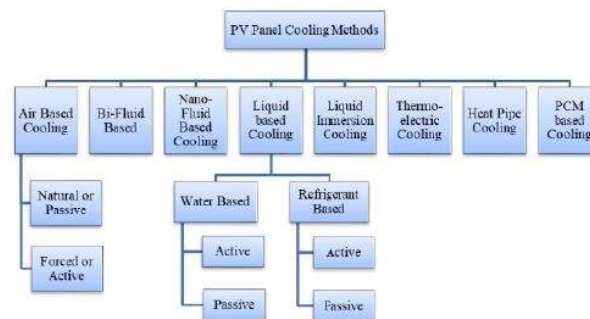 PV Panel Cooling Methods
Air Based
Cooling
Bi-Fluid
Based
Nano-
Fluid
Based
Cooling
Liquid
based
Cooling
Liquid
Immersion
Cooling
Thermo-
electric
Cooling
Heat Pipe
Cooling
PCM
based
Cooling
Natural or
Passive
Forced or
Active
Water Based
Active
Passive
Refrigerant
Based
Active
Passive